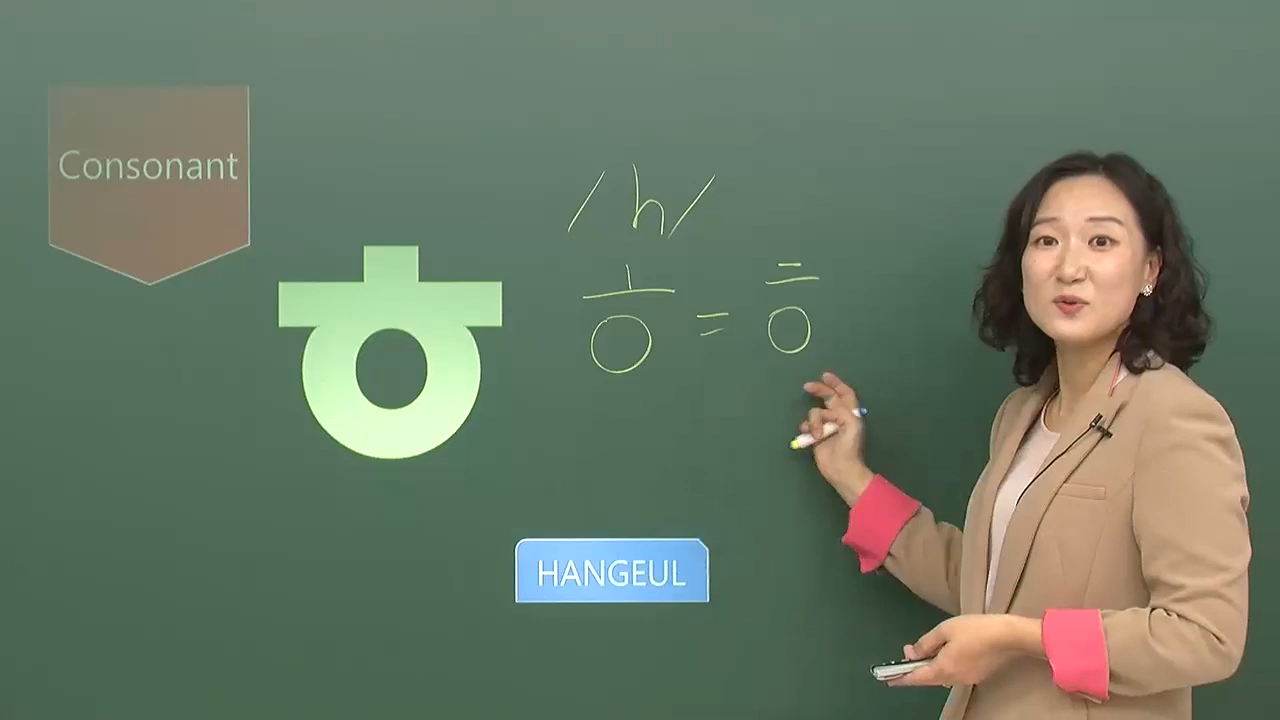 Consonant
/h/
ㅎ
ㅎ = ㅎ
HANGEUL